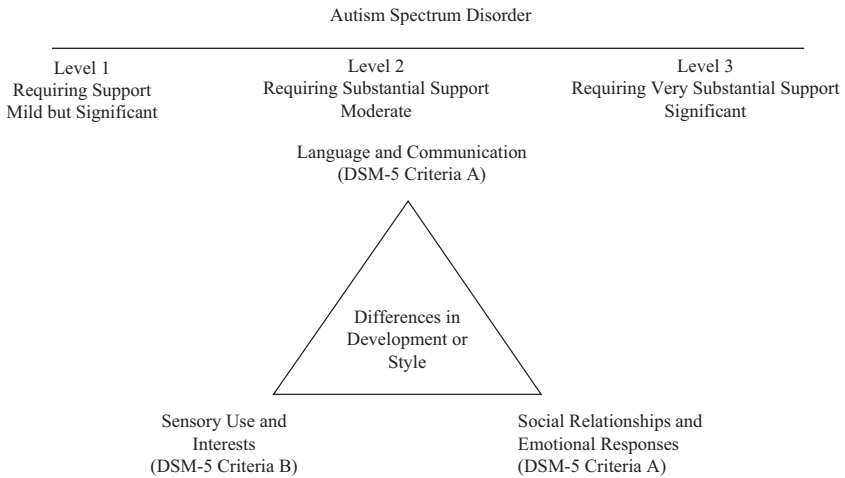 Autism Spectrum Disorder
Level 1
Requiring Support
Mild but Significant
Level 2
Requiring Substantial Support
Moderate
Level 3
Requiring Very Substantial Support
Significant
Language and Communication
(DSM-5 Criteria A)
Differences in
Development or
Style
Sensory Use and
Interests
(DSM-5 Criteria B)
Social Relationships and
Emotional Responses
(DSM-5 Criteria A)